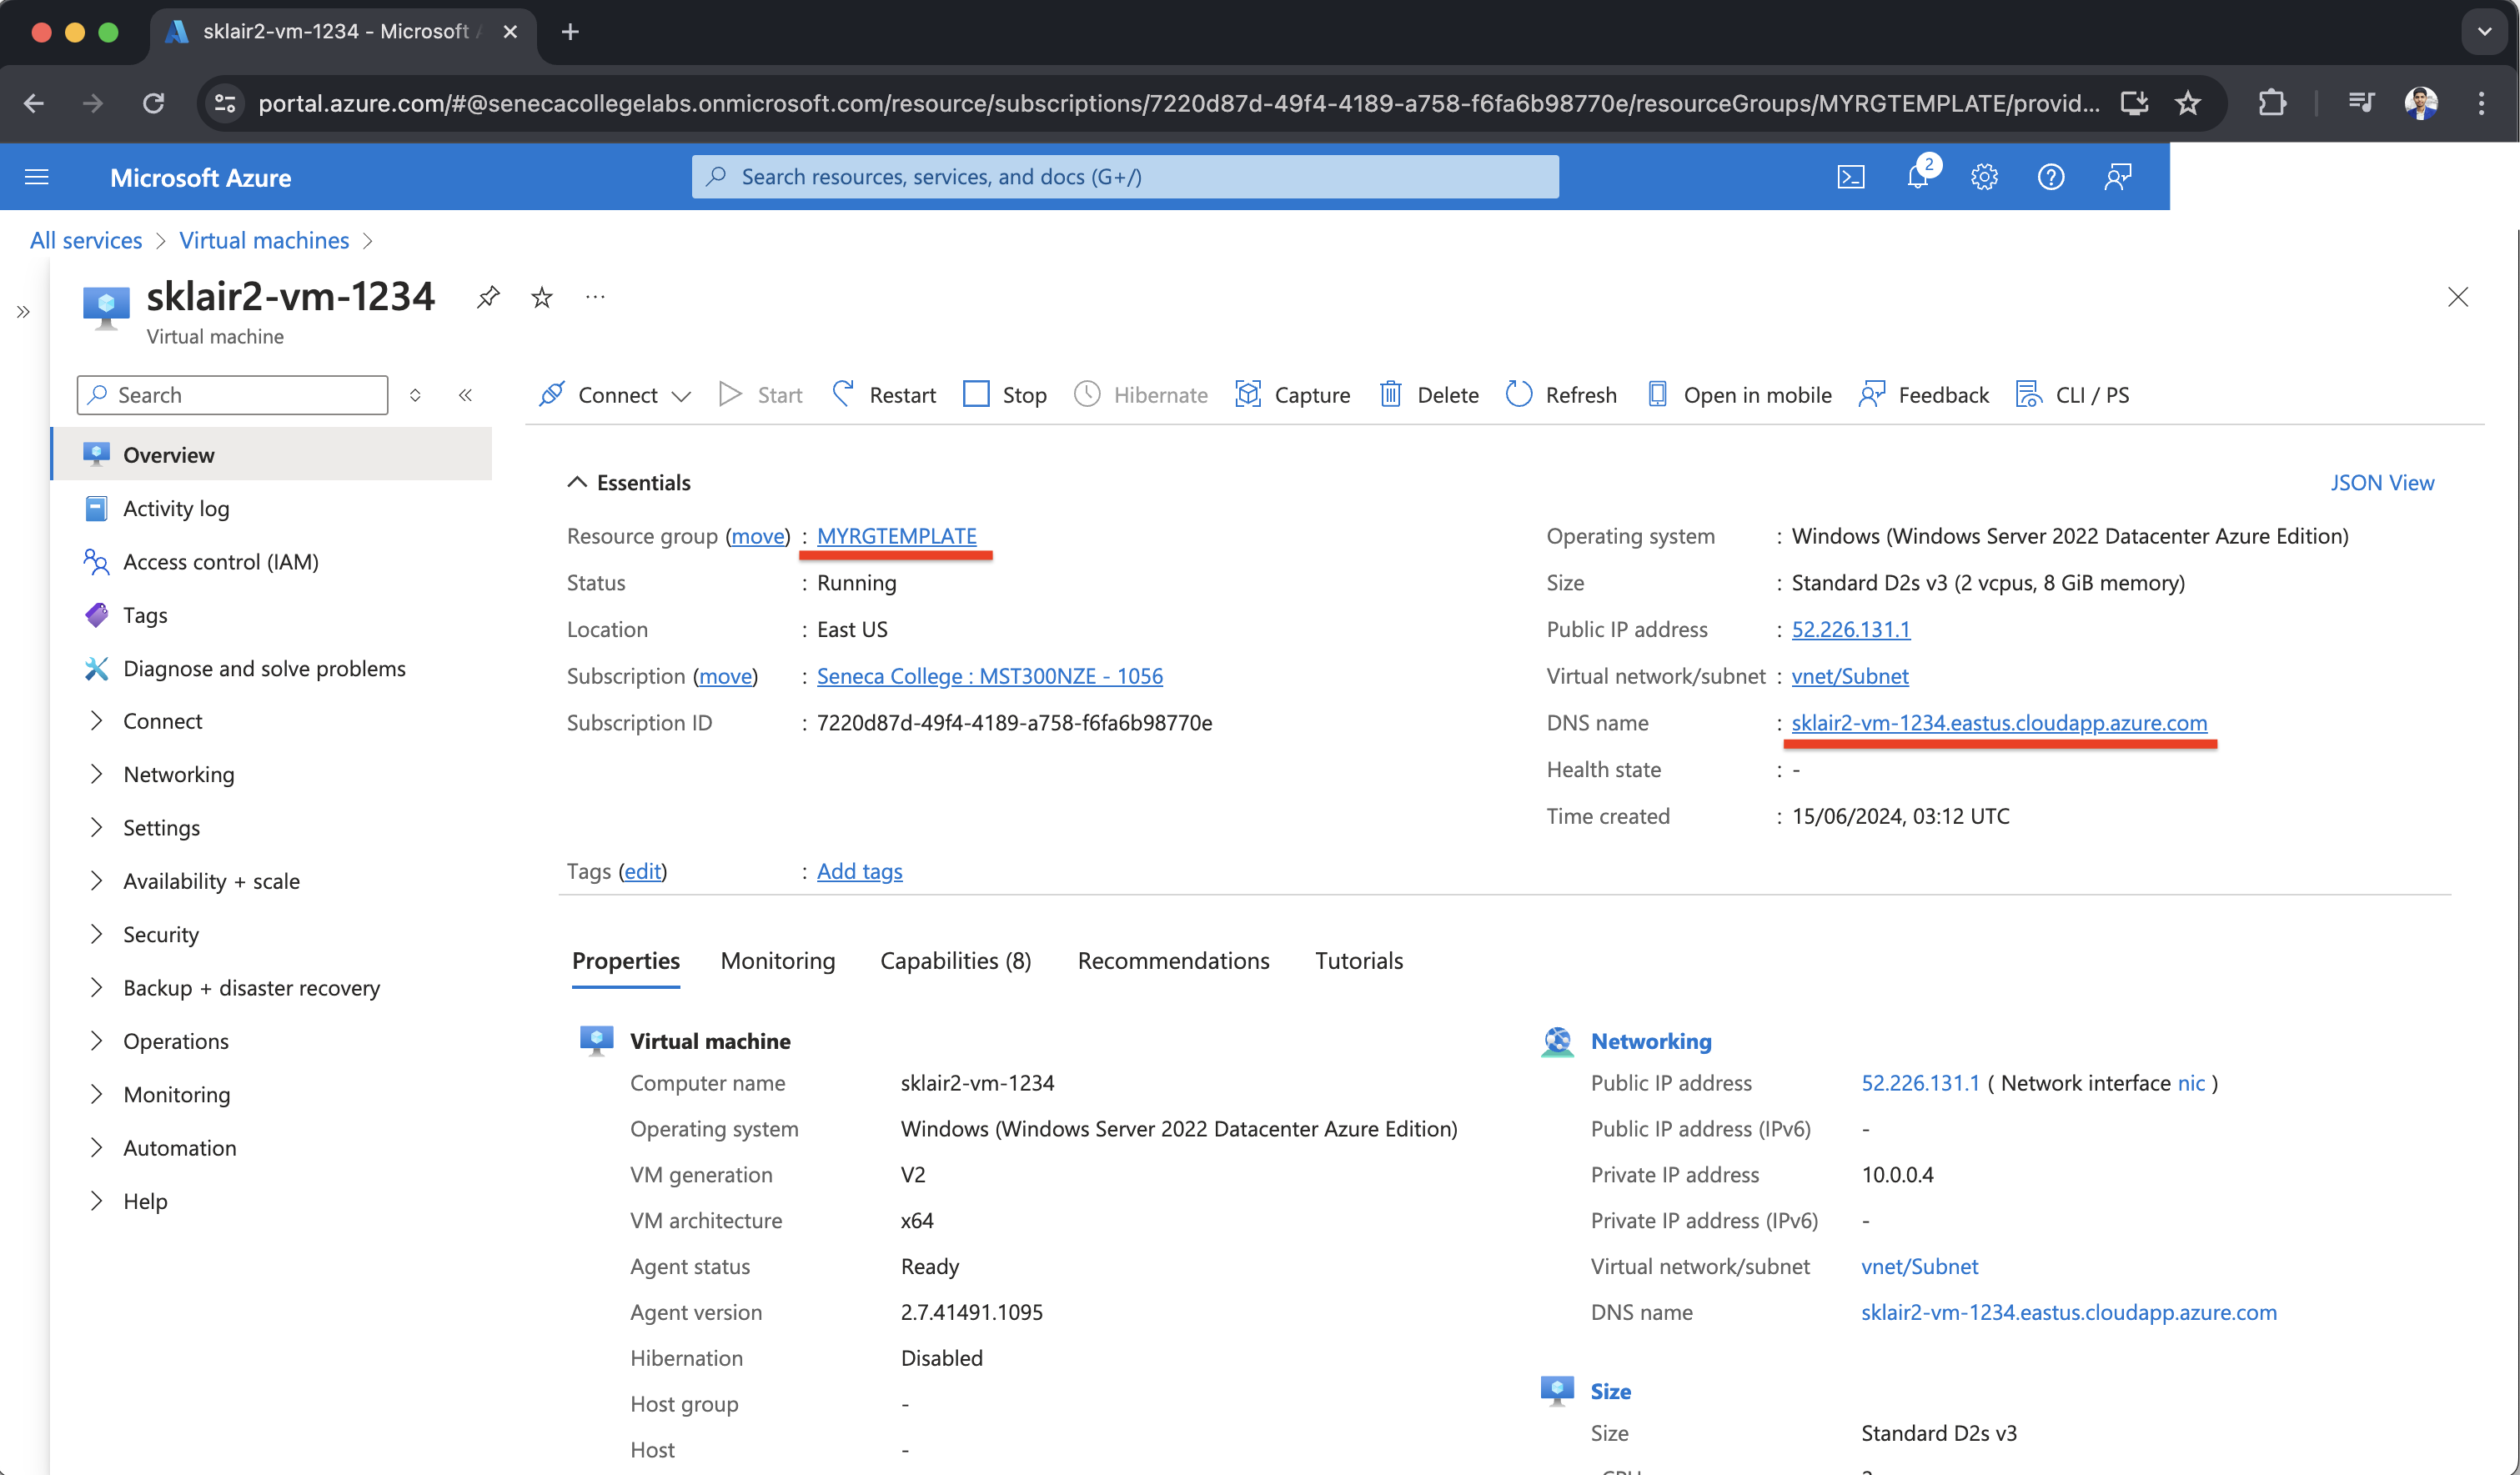 sklair2-vm-1234 - Microsoft A
portal.azure.com/#@senecacollegelabs.onmicrosoft.com/resource/subscriptions/7220d87d-49f4-4189-a758-f6fa6b98770e/resourceGroups/MYRGTEMPLATE/provid...
Microsoft Azure
Search resources, services, and docs (G+/)
2
All services > Virtual machines >
sklair2-vm-1234
Virtual machine
Search
Connect Start Restart Stop Hibernate Capture Delete Refresh Open in mobile Feedback CLI / PS
Overview
Activity log
Access control (IAM)
Tags
Diagnose and solve problems
Connect
Networking
Settings
Availability + scale
Security
Backup + disaster recovery
Operations
Monitoring
Automation
Help
Essentials
JSON View
Resource group (move) : MYRGTEMPLATE
Status : Running
Location : East US
Subscription (move) : Seneca College : MST300NZE - 1056
Subscription ID : 7220d87d-49f4-4189-a758-f6fa6b98770e
Operating system : Windows (Windows Server 2022 Datacenter Azure Edition)
Size : Standard D2s v3 (2 vcpus, 8 GiB memory)
Public IP address : 52.226.131.1
Virtual network/subnet : vnet/Subnet
DNS name : sklair2-vm-1234.eastus.cloudapp.azure.com
Health state : -
Time created : 15/06/2024, 03:12 UTC
Tags (edit) : Add tags
Properties Monitoring Capabilities (8) Recommendations Tutorials
Virtual machine
Computer name sklair2-vm-1234
Operating system Windows (Windows Server 2022 Datacenter Azure Edition)
VM generation V2
VM architecture x64
Agent status Ready
Agent version 2.7.41491.1095
Hibernation Disabled
Host group -
Host -
Networking
Public IP address 52.226.131.1 ( Network interface nic )
Public IP address (IPv6) -
Private IP address 10.0.0.4
Private IP address (IPv6) -
Virtual network/subnet vnet/Subnet
DNS name sklair2-vm-1234.eastus.cloudapp.azure.com
Size
Size Standard D2s v3